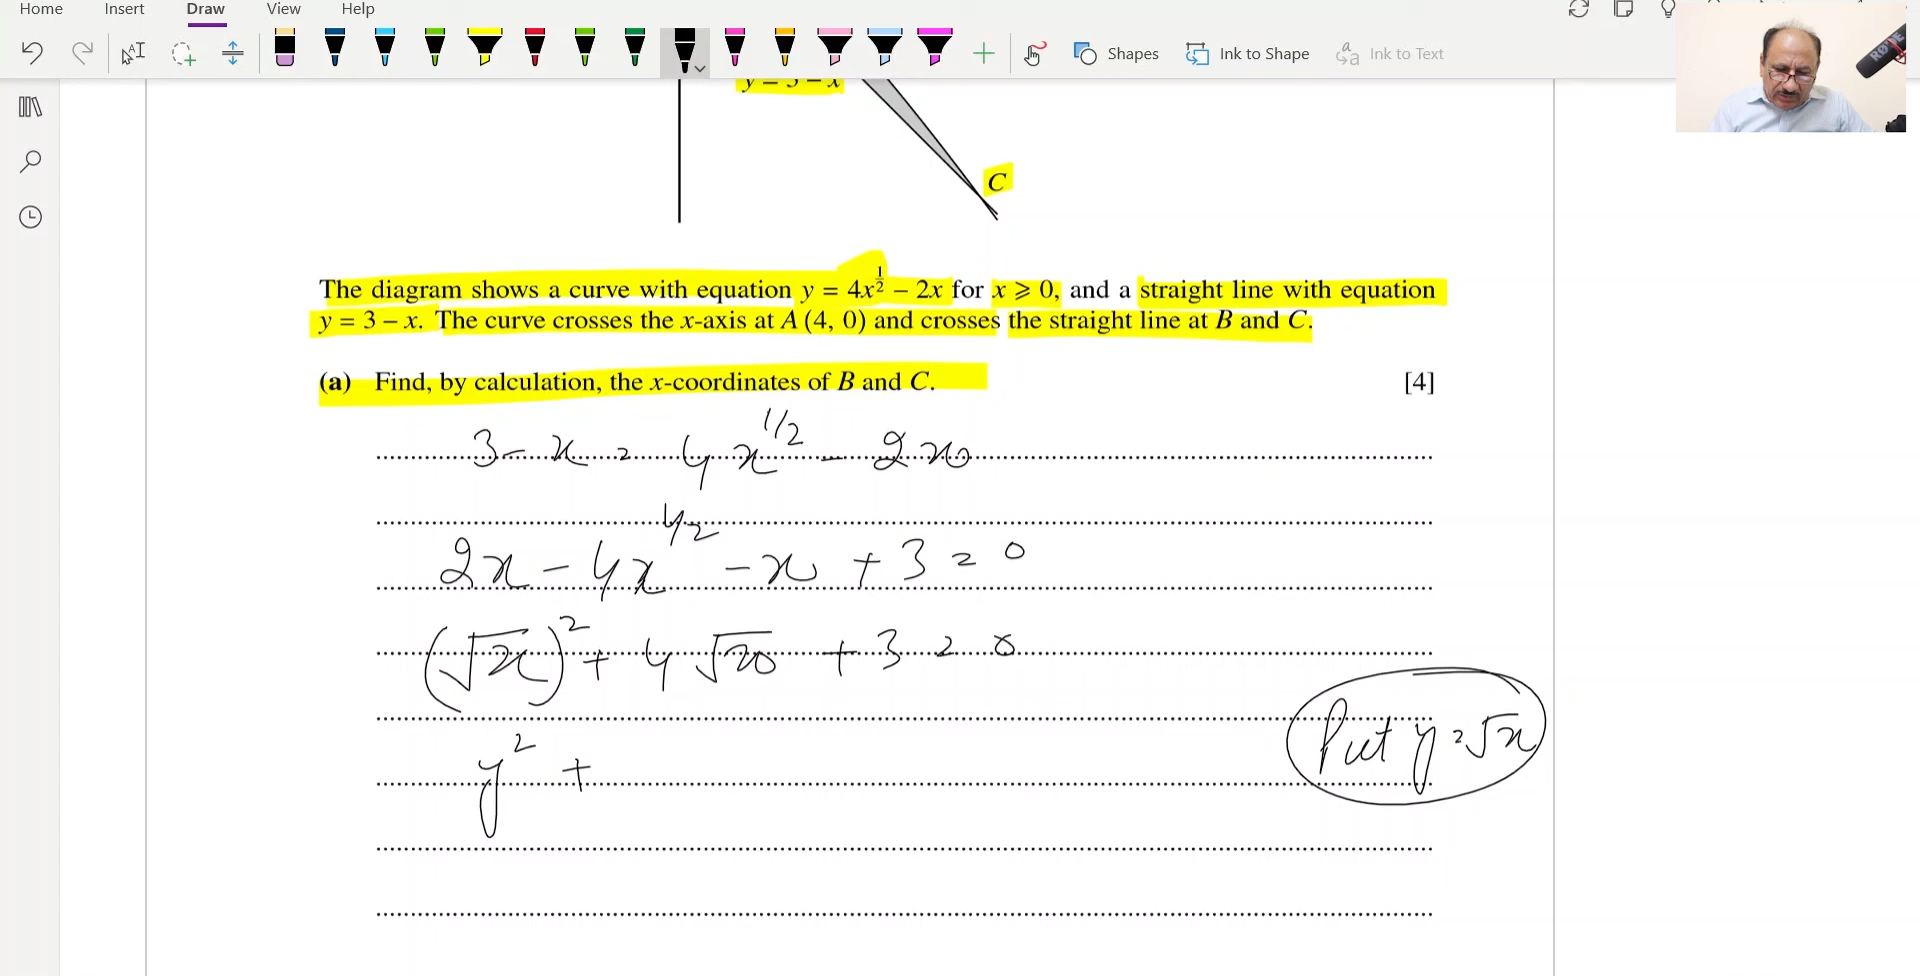 Home Insert Draw View Help
Shapes Ink to Shape Ink to Text
RØDE
y = 3 − x
C
The diagram shows a curve with equation y = 4x^{1/2} − 2x for x ⩾ 0, and a straight line with equation
y = 3 − x. The curve crosses the x-axis at A (4, 0) and crosses the straight line at B and C.
(a) Find, by calculation, the x-coordinates of B and C. [4]
3 − x = 4x^{1/2} − 2x
2x − 4x^{1/2} − x + 3 = 0
(√x)² + 4√x + 3 = 0
Put y = √x
y² +